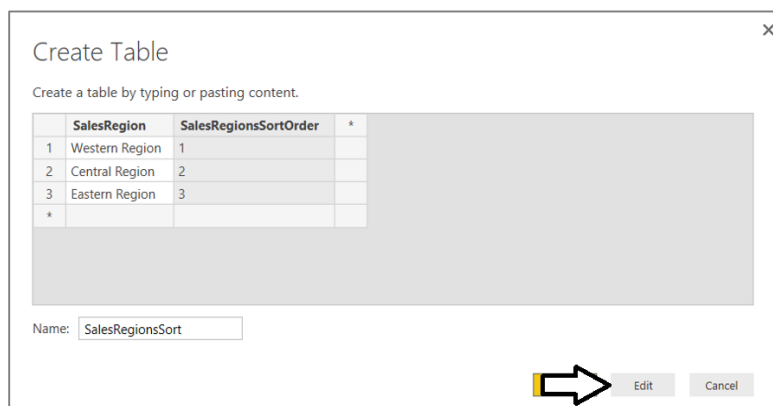 Create Table
Create a table by typing or pasting content.
SalesRegion SalesRegionsSortOrder *
1 Western Region 1
2 Central Region 2
3 Eastern Region 3
*
Name: SalesRegionsSort
Edit Cancel